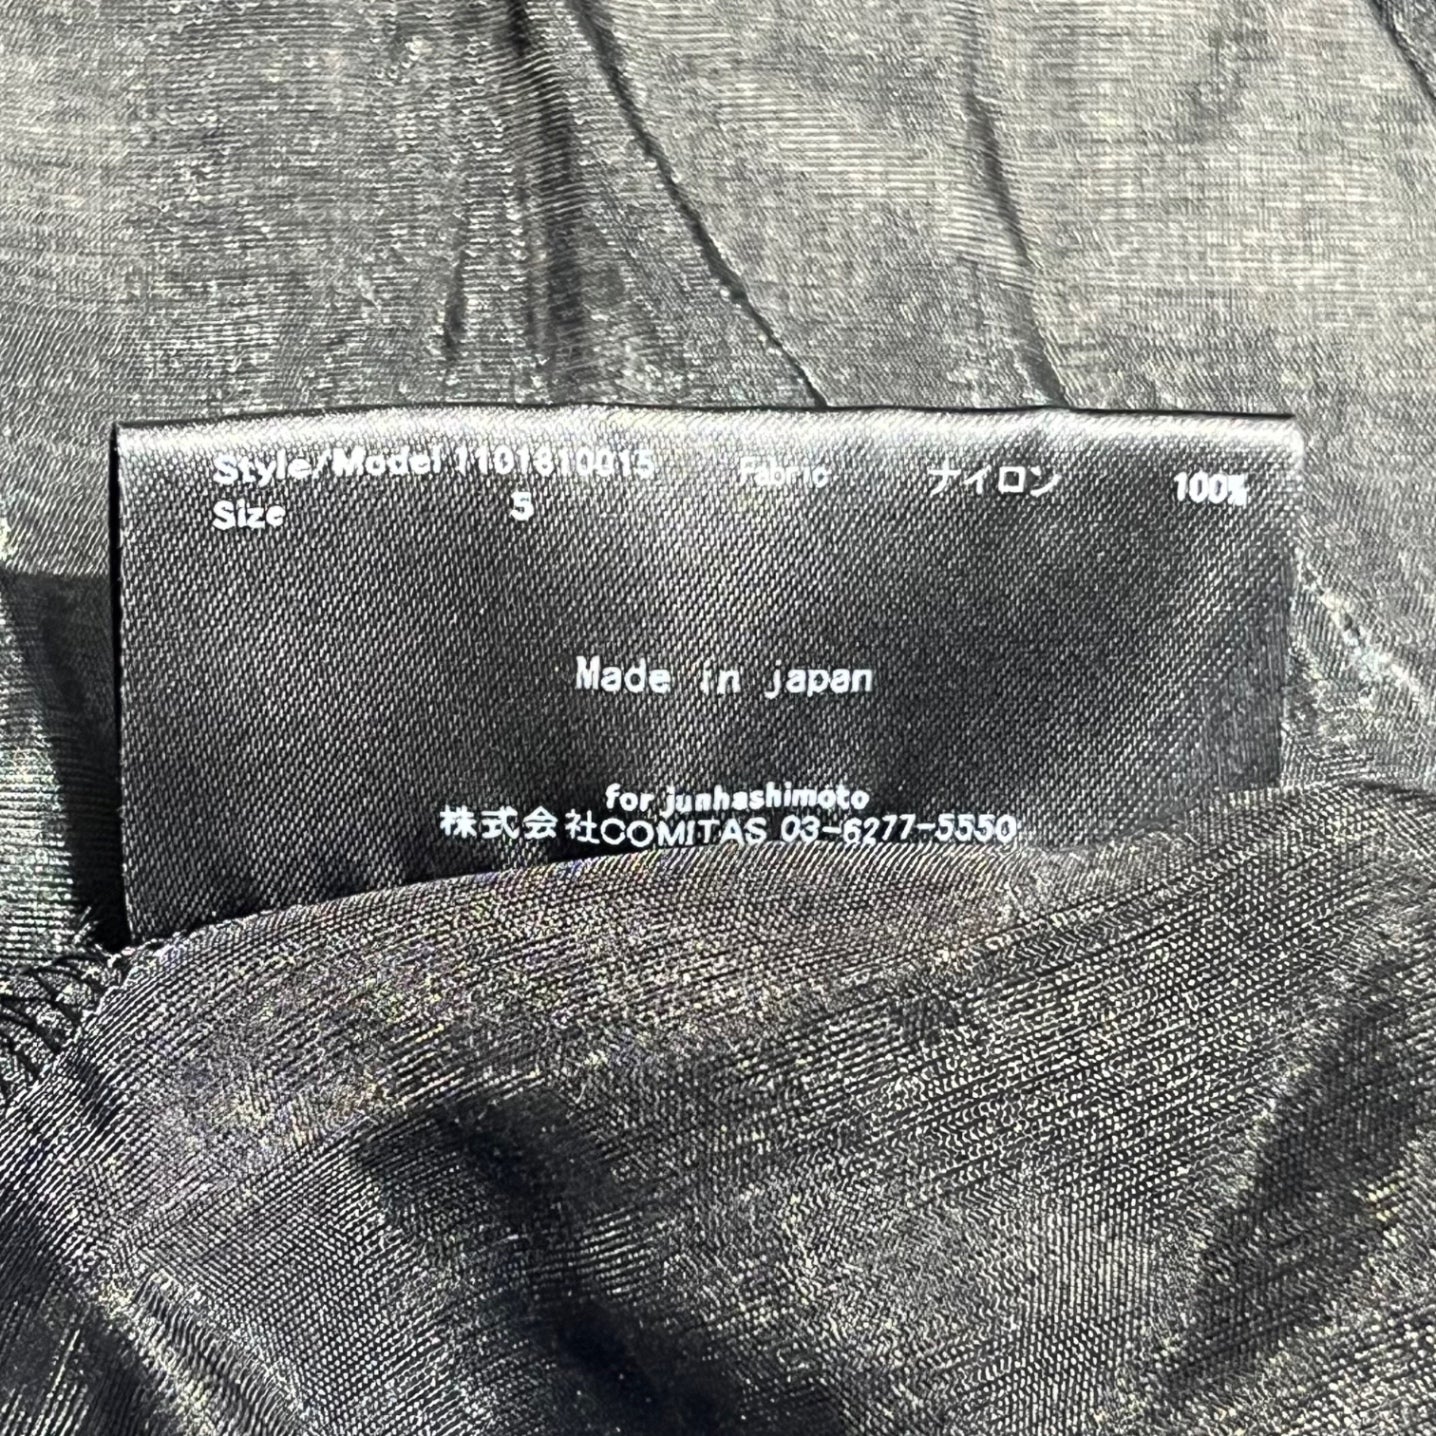 Style/Model 1101610015 Fabric ナイロン 100%
Size 5
Made in japan
for junhashimoto
株式会社COMITAS 03-6277-5550